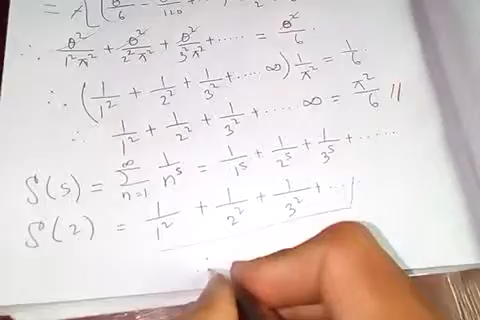 = [(θ/6 - /120 + ...
∴ θ²/1²π² + θ²/2²π² + θ²/3²π² + ..... = θ²/6.
∴ (1/1² + 1/2² + 1/3² + ..... ∞) 1/π² = 1/6.
∴ 1/1² + 1/2² + 1/3² + ...... ∞ = π²/6 //
ζ(s) = ∑_{n=1}^{∞} 1/n^s = 1/1^s + 1/2^s + 1/3^s + ......
ζ(2) = 1/1² + 1/2² + 1/3² + ....
∴